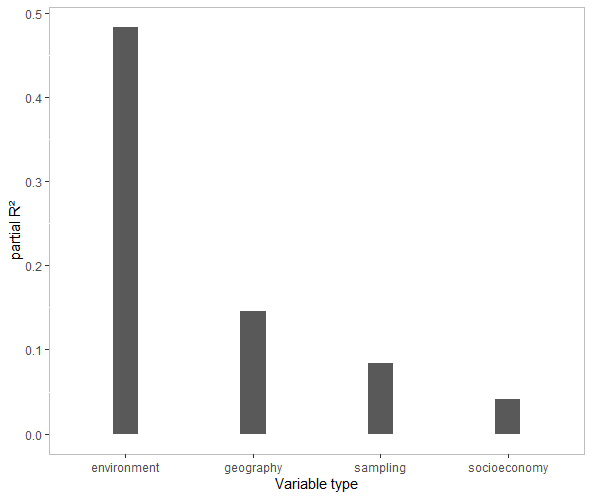 partial R²
0.5
0.4
0.3
0.2
0.1
0.0
environment geography sampling socioeconomy
Variable type